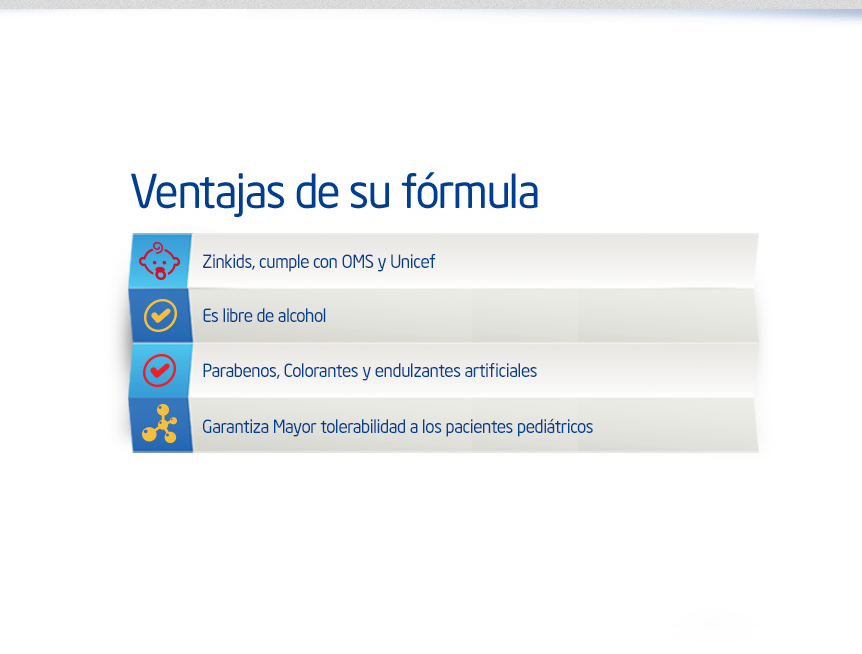 Ventajas de su fórmula
Zinkids, cumple con OMS y Unicef
Es libre de alcohol
Parabenos, Colorantes y endulzantes artificiales
Garantiza Mayor tolerabilidad a los pacientes pediátricos